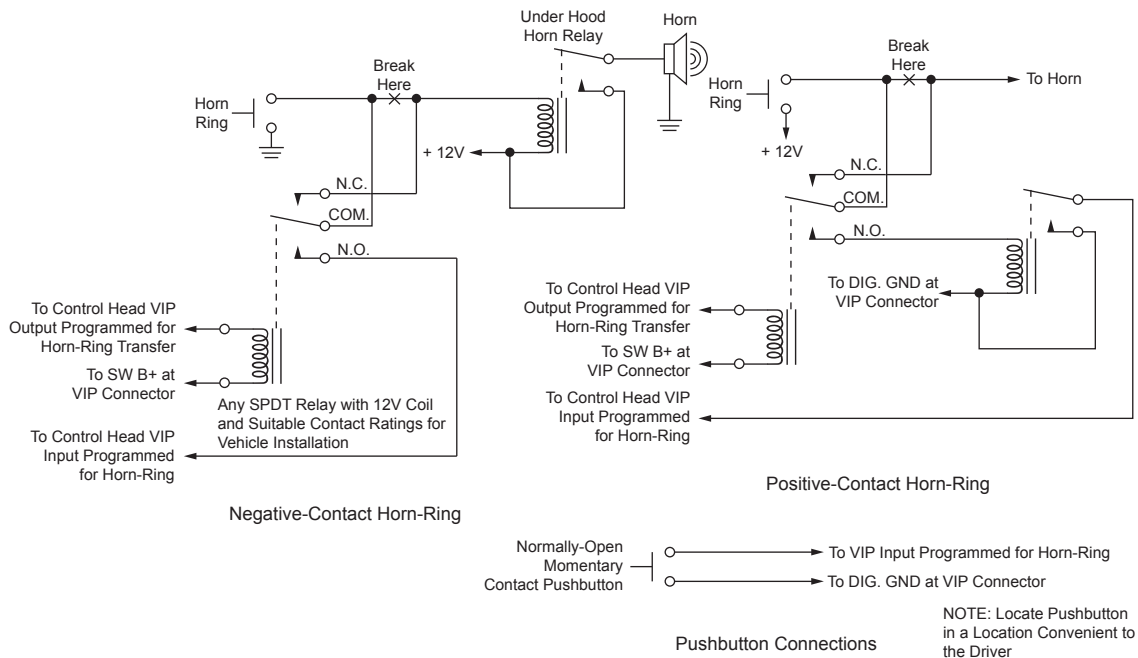 Under Hood
Horn Relay
Horn
Break
Here
Horn
Ring
+ 12V
N.C.
COM.
N.O.
To Control Head VIP
Output Programmed for
Horn-Ring Transfer
To SW B+ at
VIP Connector
Any SPDT Relay with 12V Coil
and Suitable Contact Ratings for
Vehicle Installation
To Control Head VIP
Input Programmed
for Horn-Ring
Negative-Contact Horn-Ring
Break
Here
To Horn
Horn
Ring
+ 12V
N.C.
COM.
N.O.
To DIG. GND at
VIP Connector
To Control Head VIP
Output Programmed for
Horn-Ring Transfer
To SW B+ at
VIP Connector
To Control Head VIP
Input Programmed
for Horn-Ring
Positive-Contact Horn-Ring
Normally-Open
Momentary
Contact Pushbutton
To VIP Input Programmed for Horn-Ring
To DIG. GND at VIP Connector
Pushbutton Connections
NOTE: Locate Pushbutton
in a Location Convenient to
the Driver